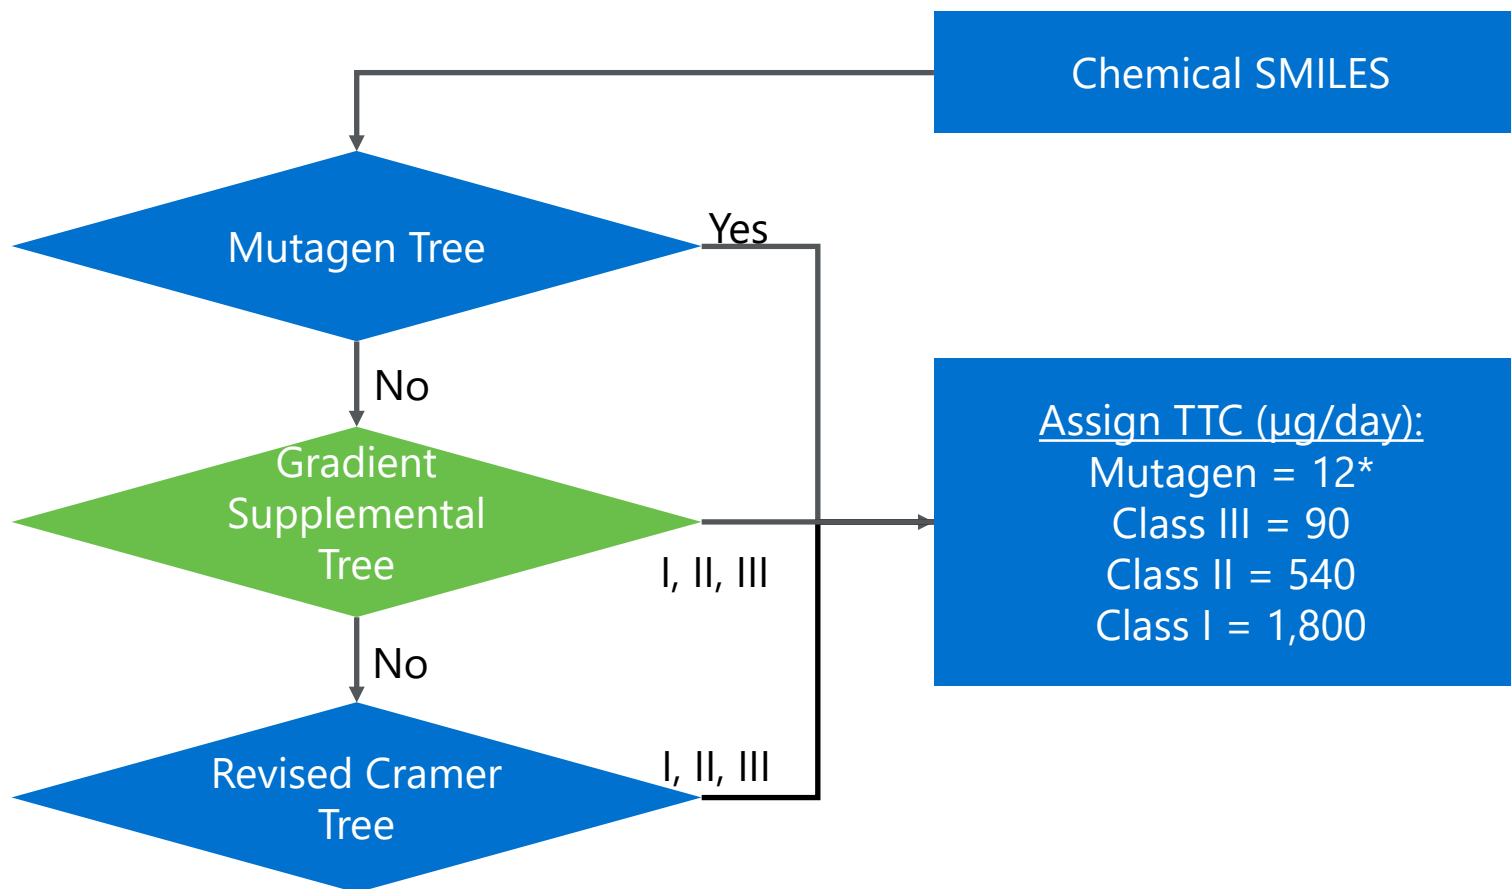 Chemical SMILES
Mutagen Tree
Yes
No
Gradient
Supplemental
Tree
I, II, III
No
Revised Cramer
Tree
I, II, III
Assign TTC (µg/day):
Mutagen = 12*
Class III = 90
Class II = 540
Class I = 1,800